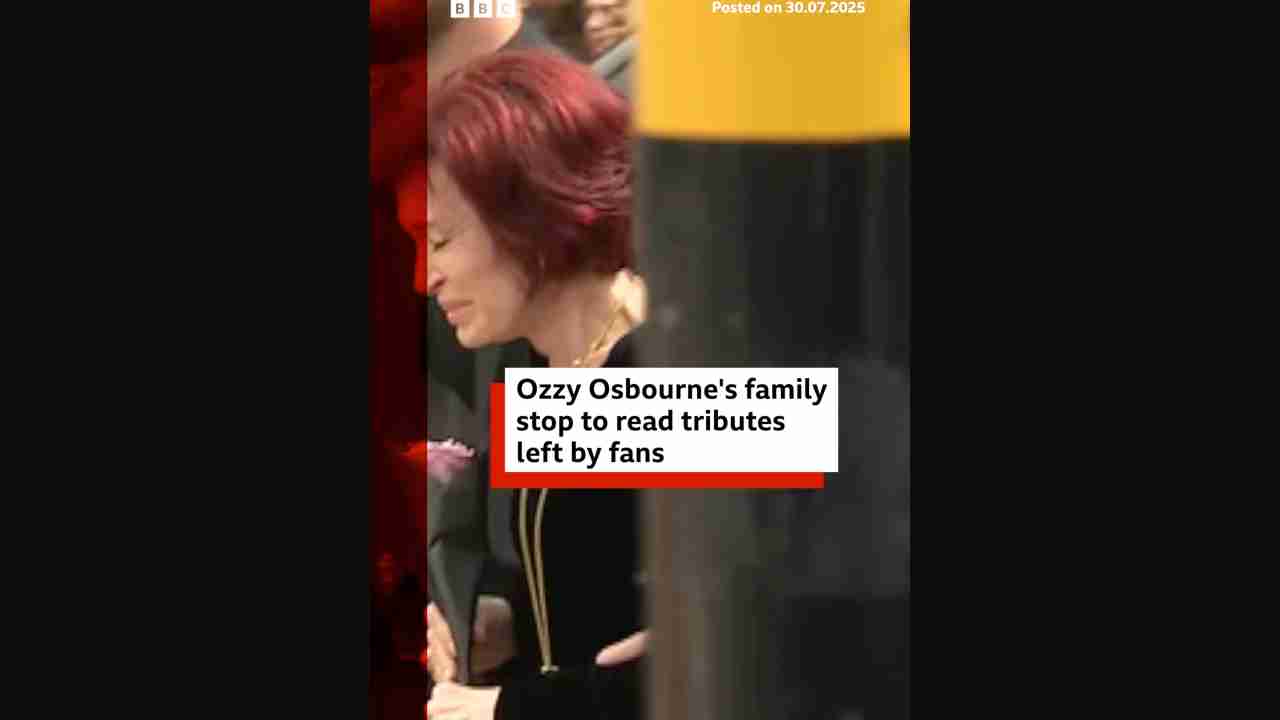 BBC
Posted on 30.07.2025
Ozzy Osbourne's family
stop to read tributes
left by fans